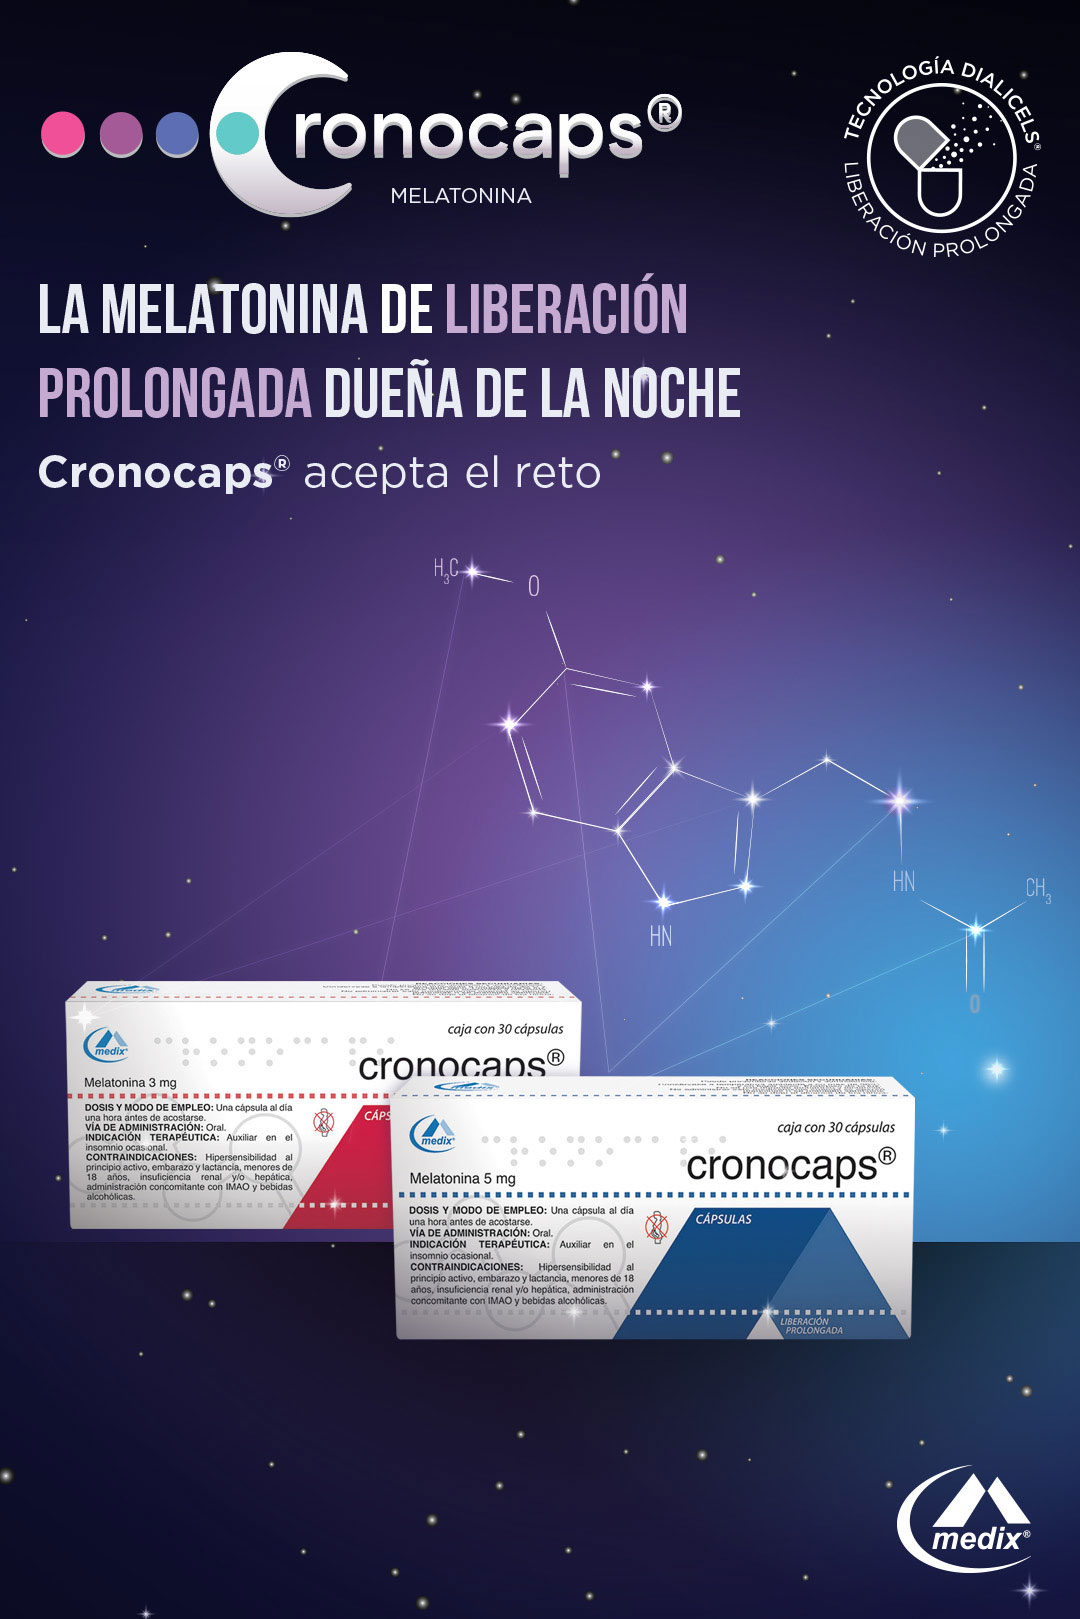 Cronocaps®
MELATONINA
TECNOLOGÍA DIALICELS®
LIBERACIÓN PROLONGADA
LA MELATONINA DE LIBERACIÓN
PROLONGADA DUEÑA DE LA NOCHE
Cronocaps® acepta el reto
H₃C
O
HN
HN
CH₃
O
medix®
caja con 30 cápsulas
cronocaps®
Melatonina 3 mg
DOSIS Y MODO DE EMPLEO: Una cápsula al día
una hora antes de acostarse.
VÍA DE ADMINISTRACIÓN: Oral.
INDICACIÓN TERAPÉUTICA: Auxiliar en el
insomnio ocasional.
CONTRAINDICACIONES: Hipersensibilidad al
principio activo, embarazo y lactancia, menores de
18 años, insuficiencia renal y/o hepática,
administración concomitante con IMAO y bebidas
alcohólicas.
CÁPS
medix®
caja con 30 cápsulas
cronocaps®
Melatonina 5 mg
DOSIS Y MODO DE EMPLEO: Una cápsula al día
una hora antes de acostarse.
VÍA DE ADMINISTRACIÓN: Oral.
INDICACIÓN TERAPÉUTICA: Auxiliar en el
insomnio ocasional.
CONTRAINDICACIONES: Hipersensibilidad al
principio activo, embarazo y lactancia, menores de 18
años, insuficiencia renal y/o hepática, administración
concomitante con IMAO y bebidas alcohólicas.
CÁPSULAS
LIBERACIÓN
PROLONGADA
medix®